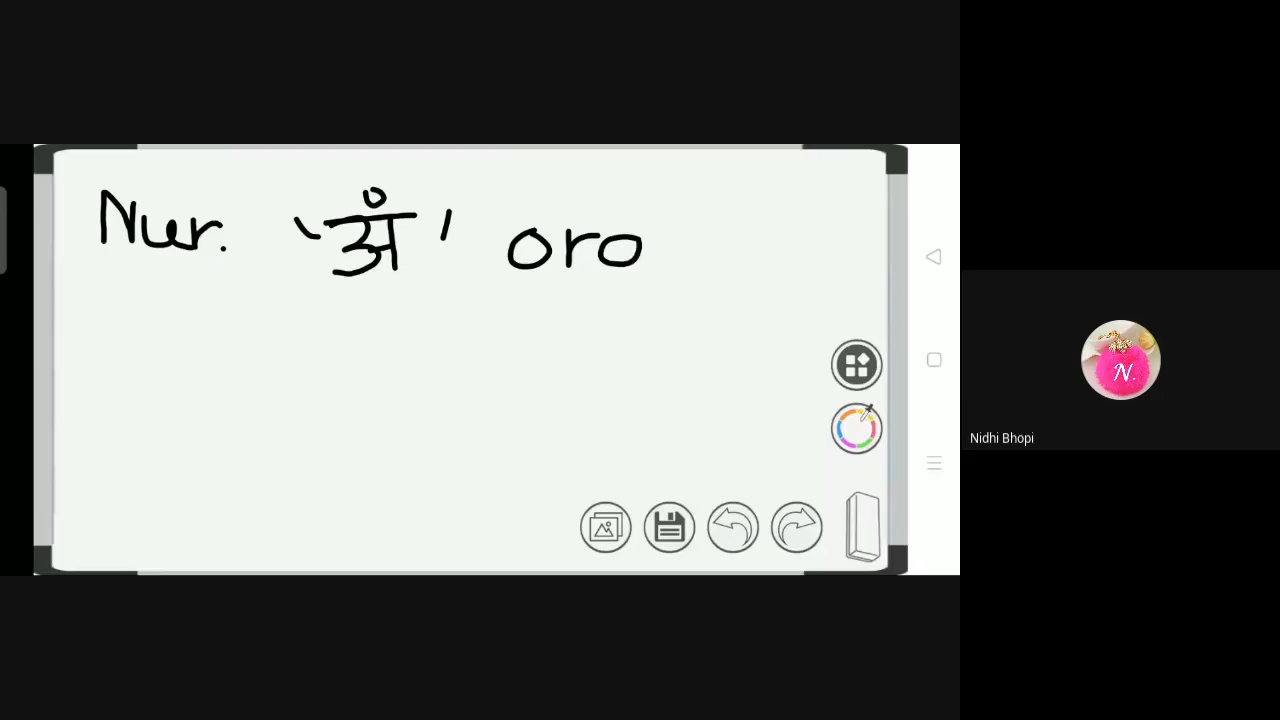 Nur. 'अं' oro
N.
Nidhi Bhopi